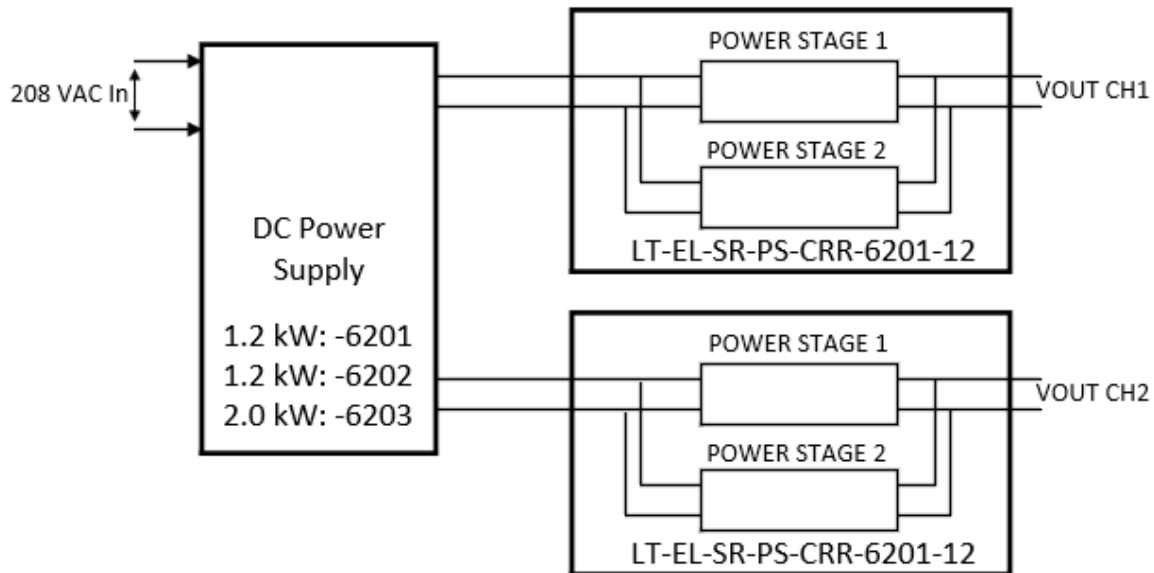 208 VAC In
DC Power
Supply
1.2 kW: -6201
1.2 kW: -6202
2.0 kW: -6203
POWER STAGE 1
POWER STAGE 2
LT-EL-SR-PS-CRR-6201-12
VOUT CH1
POWER STAGE 1
POWER STAGE 2
LT-EL-SR-PS-CRR-6201-12
VOUT CH2